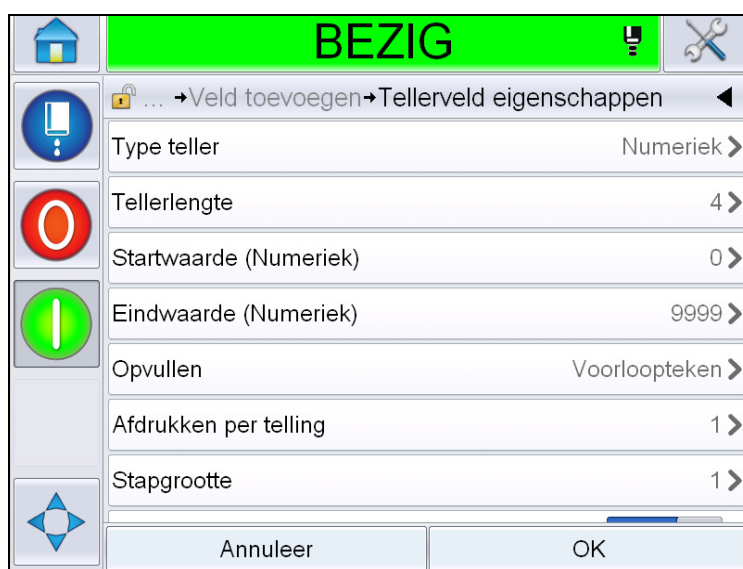 BEZIG
... →Veld toevoegen→Tellerveld eigenschappen
Type teller Numeriek
Tellerlengte 4
Startwaarde (Numeriek) 0
Eindwaarde (Numeriek) 9999
Opvullen Voorloopteken
Afdrukken per telling 1
Stapgrootte 1
Annuleer OK